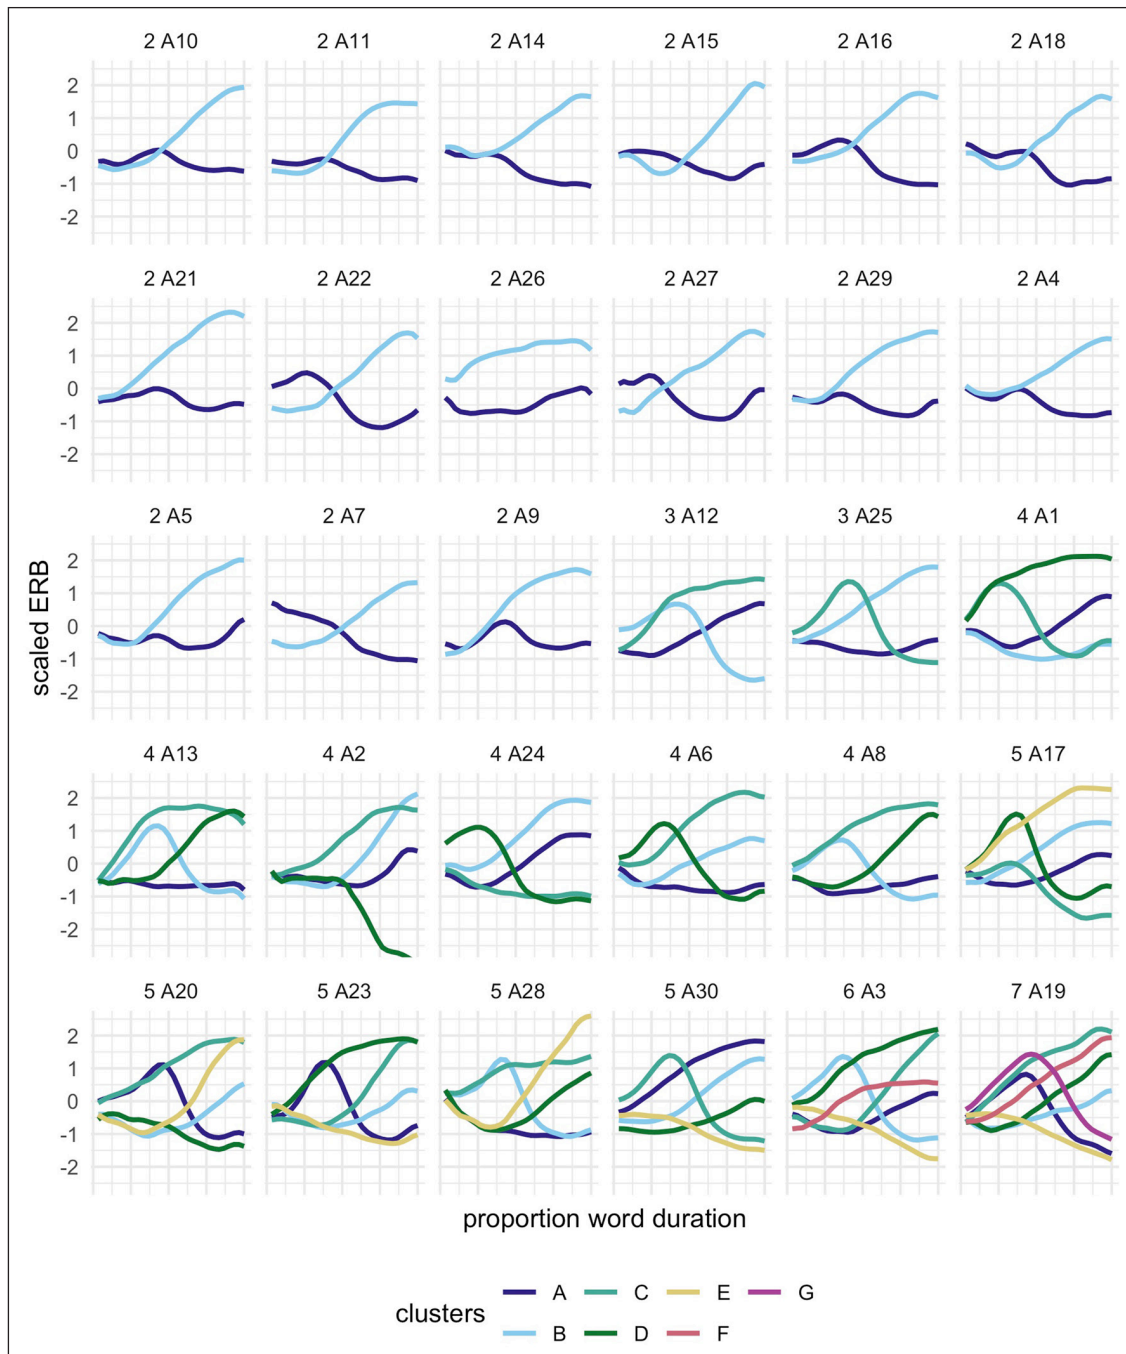 2 A10 2 A11 2 A14 2 A15 2 A16 2 A18
2
1
0
-1
-2
2 A21 2 A22 2 A26 2 A27 2 A29 2 A4
2
1
0
-1
-2
2 A5 2 A7 2 A9 3 A12 3 A25 4 A1
2
1
0
-1
-2
scaled ERB
4 A13 4 A2 4 A24 4 A6 4 A8 5 A17
2
1
0
-1
-2
5 A20 5 A23 5 A28 5 A30 6 A3 7 A19
2
1
0
-1
-2
proportion word duration
clusters
A C E G
B D F